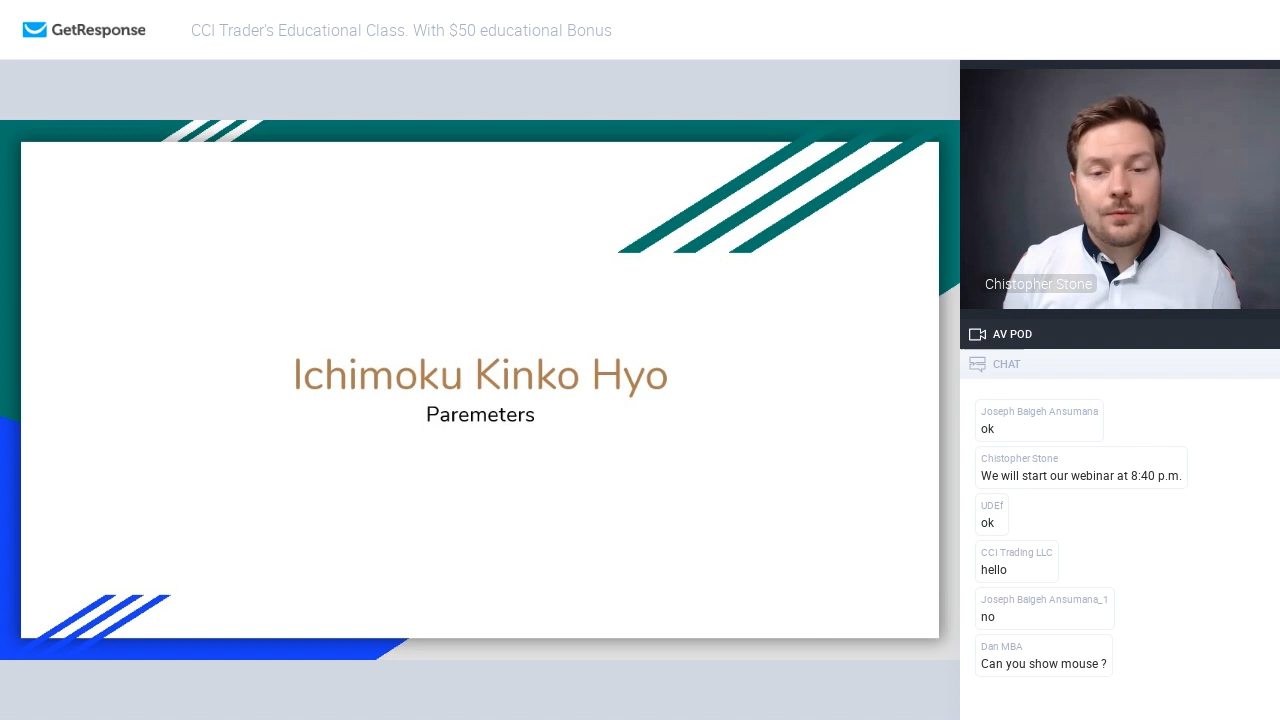 GetResponse
CCI Trader's Educational Class. With $50 educational Bonus
Ichimoku Kinko Hyo
Paremeters
Chistopher Stone
AV POD
CHAT
Joseph Baigeh Ansumana
ok
Chistopher Stone
We will start our webinar at 8:40 p.m.
UDEf
ok
CCI Trading LLC
hello
Joseph Baigeh Ansumana_1
no
Dan MBA
Can you show mouse ?